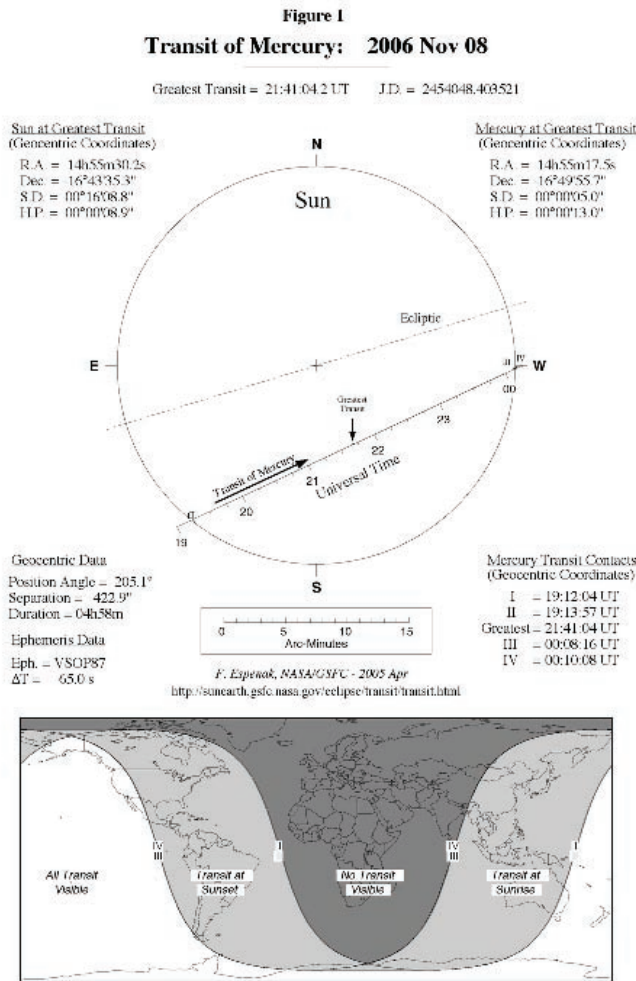 Figure 1
Transit of Mercury: 2006 Nov 08
Greatest Transit = 21:41:04.2 UT J.D. = 2454048.403521
Sun at Greatest Transit
(Geocentric Coordinates)
R.A. = 14h55m30.2s
Dec. = 16°43'35.3"
S.D. = 00°16'08.8"
H.P. = 00°00'08.9"
Mercury at Greatest Transit
(Geocentric Coordinates)
R.A. = 14h55m17.5s
Dec. = 16°49'55.7"
S.D. = 00°00'05.0"
H.P. = 00°00'13.0"
N
Sun
Ecliptic
E
W
III
IV
00
23
Greatest
Transit
22
Universal Time
21
Transit of Mercury
20
II
19
S
Geocentric Data
Position Angle = 205.1°
Separation = 422.9"
Duration = 04h58m
Ephemeris Data
Eph. = VSOP87
ΔT = 65.0 s
0 5 10 15
Arc-Minutes
F. Espenak, NASA/GSFC - 2005 Apr
http://sunearth.gsfc.nasa.gov/eclipse/transit/transit.html
Mercury Transit Contacts
(Geocentric Coordinates)
I = 19:12:04 UT
II = 19:13:57 UT
Greatest = 21:41:04 UT
III = 00:08:16 UT
IV = 00:10:08 UT
IV
III
I
IV
III
I
All Transit
Visible
Transit at
Sunset
No Transit
Visible
Transit at
Sunrise